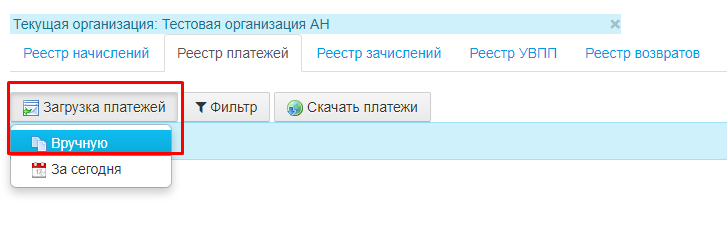 Текущая организация: Тестовая организация АН
Реестр начислений Реестр платежей Реестр зачислений Реестр УВПП Реестр возвратов
Загрузка платежей Фильтр Скачать платежи
Вручную
За сегодня